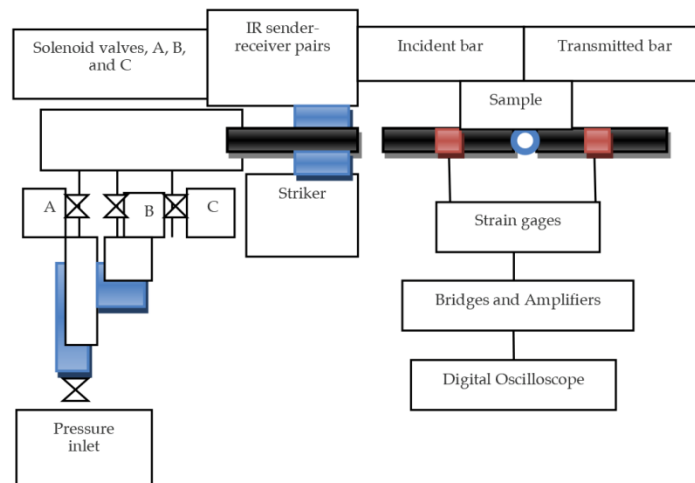 Solenoid valves, A, B,
and C
IR sender-
receiver pairs
Incident bar
Transmitted bar
Sample
A
B
C
Striker
Strain gages
Bridges and Amplifiers
Digital Oscilloscope
Pressure
inlet